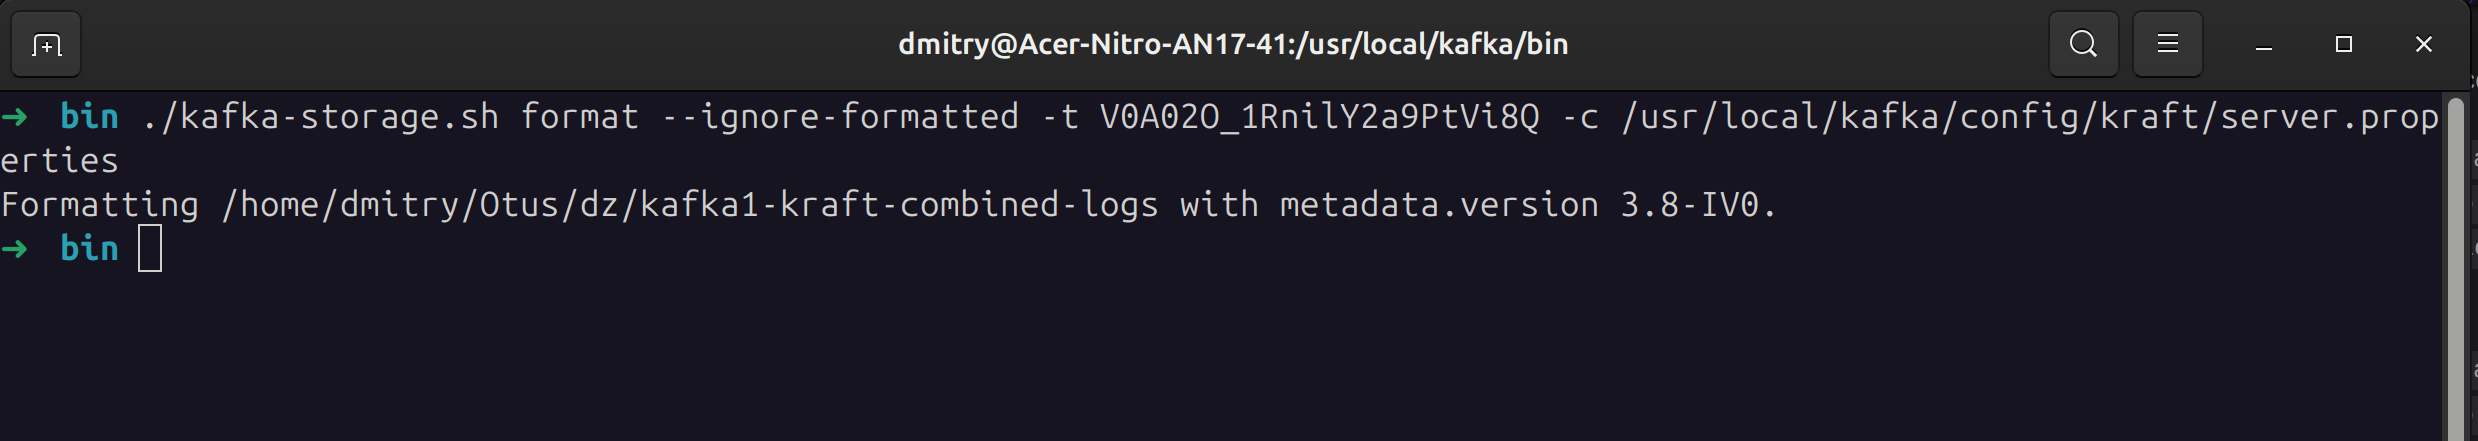 dmitry@Acer-Nitro-AN17-41:/usr/local/kafka/bin
→ bin ./kafka-storage.sh format --ignore-formatted -t V0A02O_1RnilY2a9PtVi8Q -c /usr/local/kafka/config/kraft/server.prop
erties
Formatting /home/dmitry/Otus/dz/kafka1-kraft-combined-logs with metadata.version 3.8-IV0.
→ bin